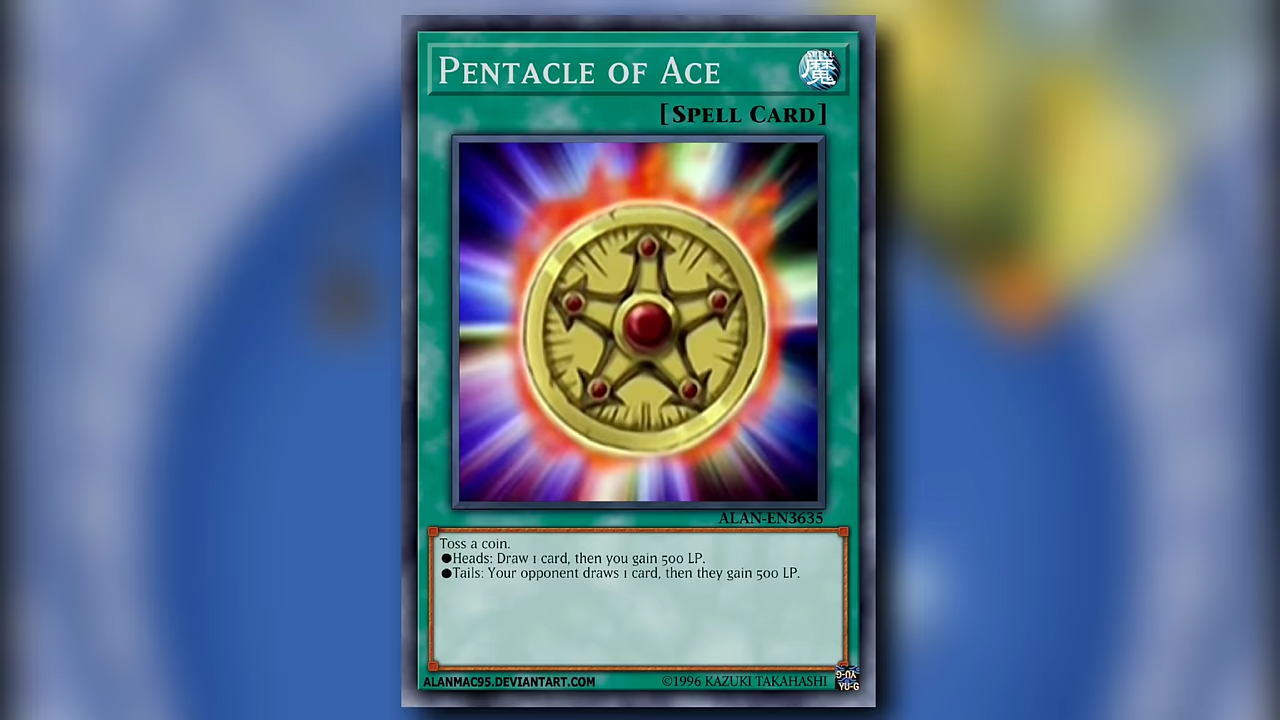 PENTACLE OF ACE
SPELL
魔
[SPELL CARD]
ALAN-EN3635
Toss a coin.
●Heads: Draw 1 card, then you gain 500 LP.
●Tails: Your opponent draws 1 card, then they gain 500 LP.
ALANMAC95.DEVIANTART.COM
©1996 KAZUKI TAKAHASHI